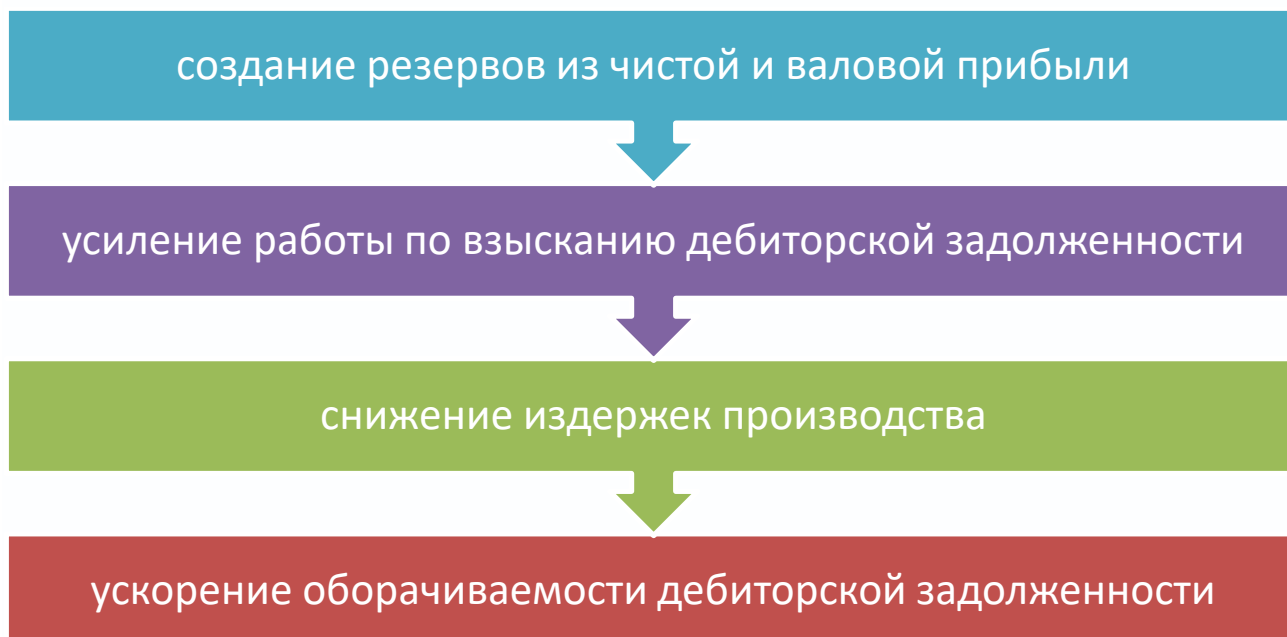 создание резервов из чистой и валовой прибыли
усиление работы по взысканию дебиторской задолженности
снижение издержек производства
ускорение оборачиваемости дебиторской задолженности